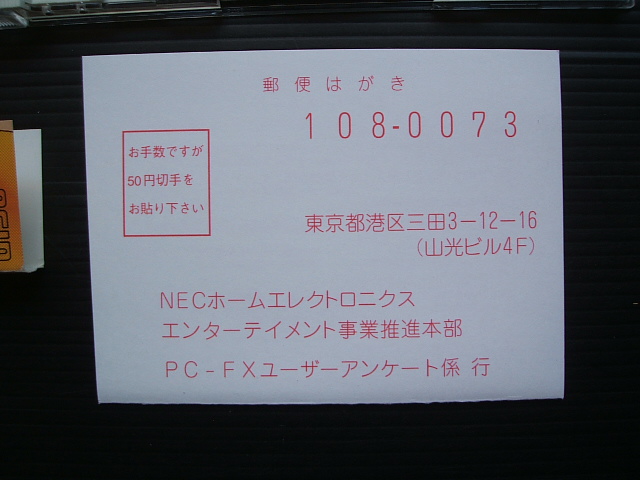 郵便はがき
108-0073
お手数ですが
50円切手を
お貼り下さい
東京都港区三田3-12-16
(山光ビル4F)
NECホームエレクトロニクス
エンターテイメント事業推進本部
PC-FXユーザーアンケート係 行